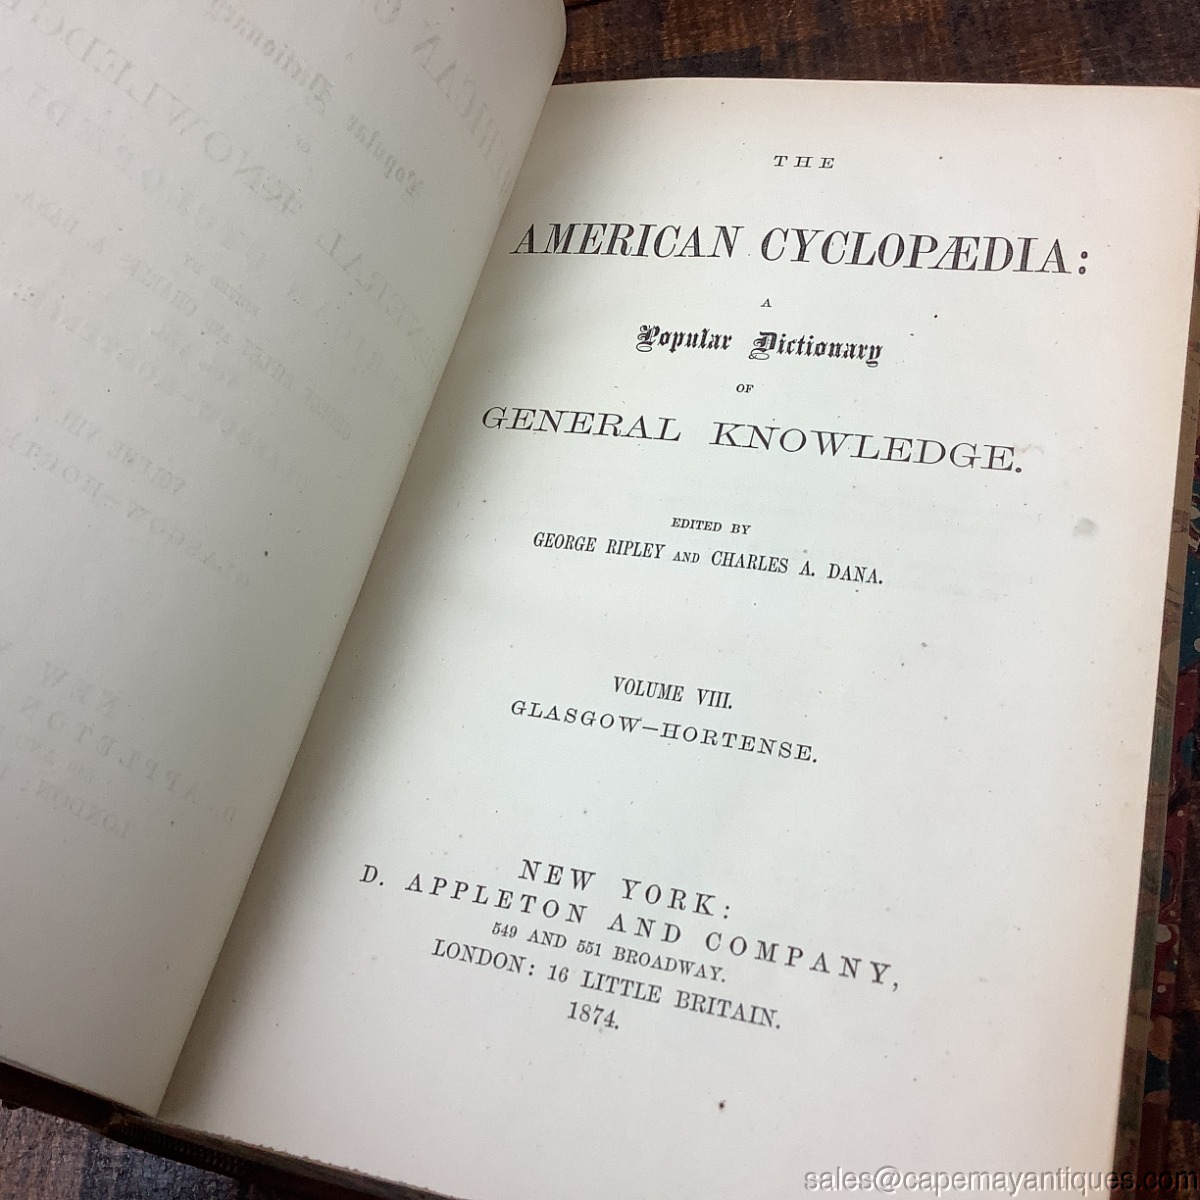 THE
AMERICAN CYCLOPÆDIA:
A
Popular Dictionary
OF
GENERAL KNOWLEDGE.
EDITED BY
GEORGE RIPLEY AND CHARLES A. DANA.
VOLUME VIII.
GLASGOW–HORTENSE.
NEW YORK:
D. APPLETON AND COMPANY,
549 AND 551 BROADWAY.
LONDON: 16 LITTLE BRITAIN.
1874.
sales@capemayantiques.com